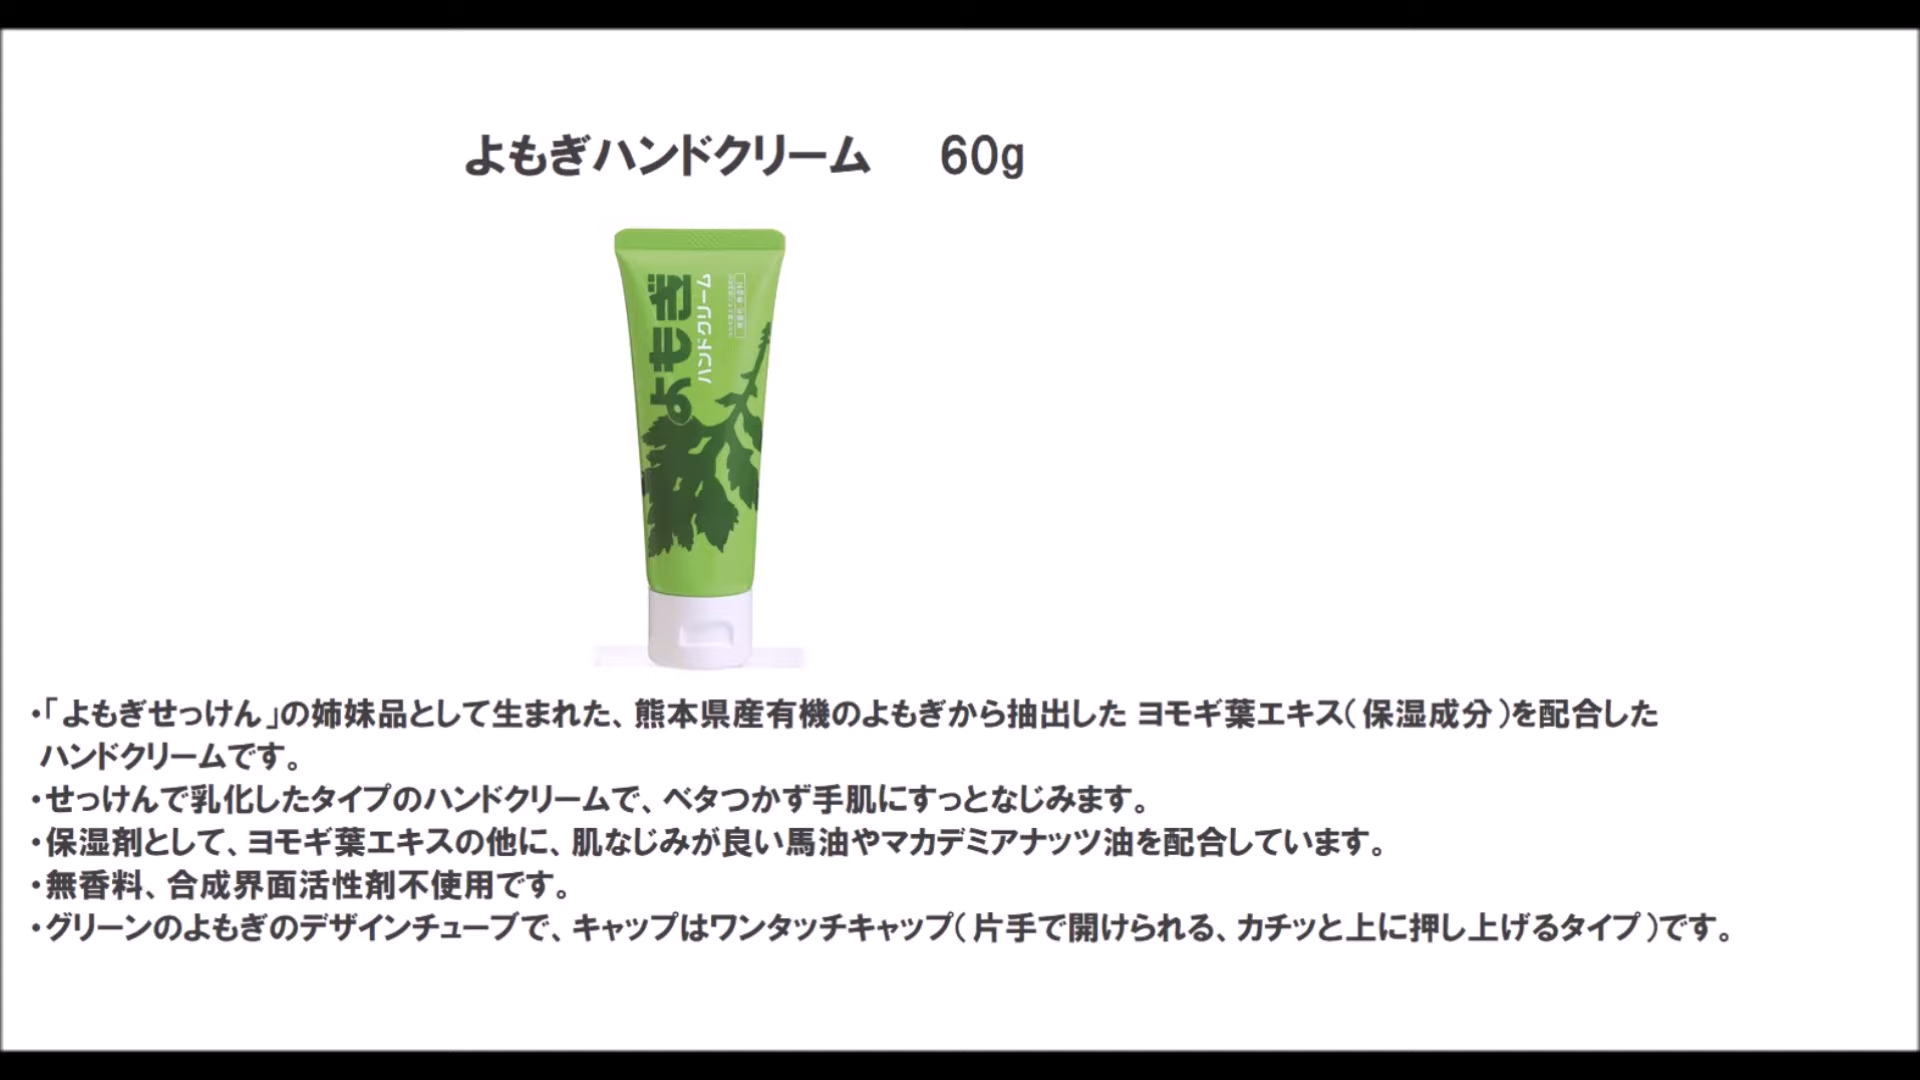 よもぎハンドクリーム　60g
よもぎ
ハンドクリーム
・「よもぎせっけん」の姉妹品として生まれた、熊本県産有機のよもぎから抽出した ヨモギ葉エキス（保湿成分）を配合した
ハンドクリームです。
・せっけんで乳化したタイプのハンドクリームで、ベタつかず手肌にすっとなじみます。
・保湿剤として、ヨモギ葉エキスの他に、肌なじみが良い馬油やマカデミアナッツ油を配合しています。
・無香料、合成界面活性剤不使用です。
・グリーンのよもぎのデザインチューブで、キャップはワンタッチキャップ（片手で開けられる、カチッと上に押し上げるタイプ）です。